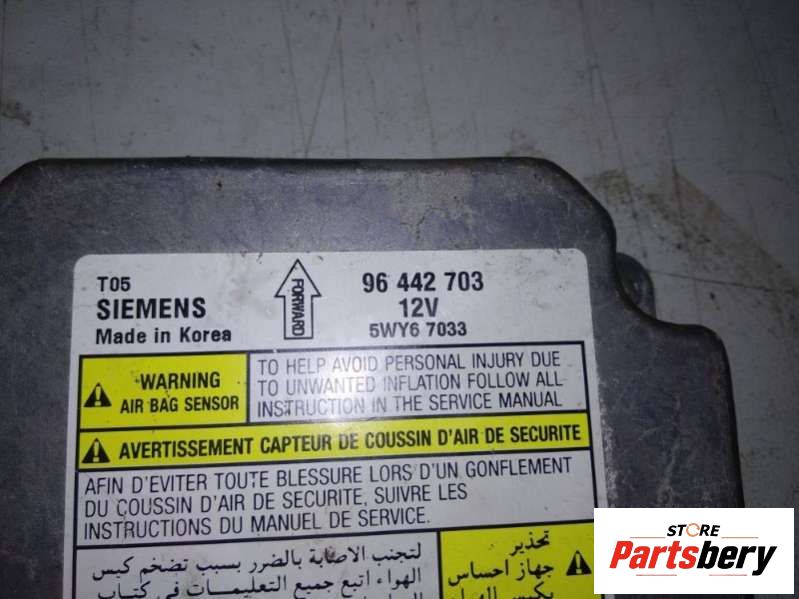 T05
SIEMENS
Made in Korea
FORWARD
96 442 703
12V
5WY6 7033
WARNING
AIR BAG SENSOR
TO HELP AVOID PERSONAL INJURY DUE
TO UNWANTED INFLATION FOLLOW ALL
INSTRUCTION IN THE SERVICE MANUAL
AVERTISSEMENT CAPTEUR DE COUSSIN D'AIR DE SECURITE
AFIN D'EVITER TOUTE BLESSURE LORS D'UN GONFLEMENT
DU COUSSIN D'AIR DE SECURITE, SUIVRE LES
INSTRUCTIONS DU MANUEL DE SERVICE.
لتجنب الاصابة بالضرر بسبب تضخم كيس
الهواء اتبع جميع التعليمات في كتاب
تحذير
جهاز احساس
بكيس الهواء
STORE
Partsbery